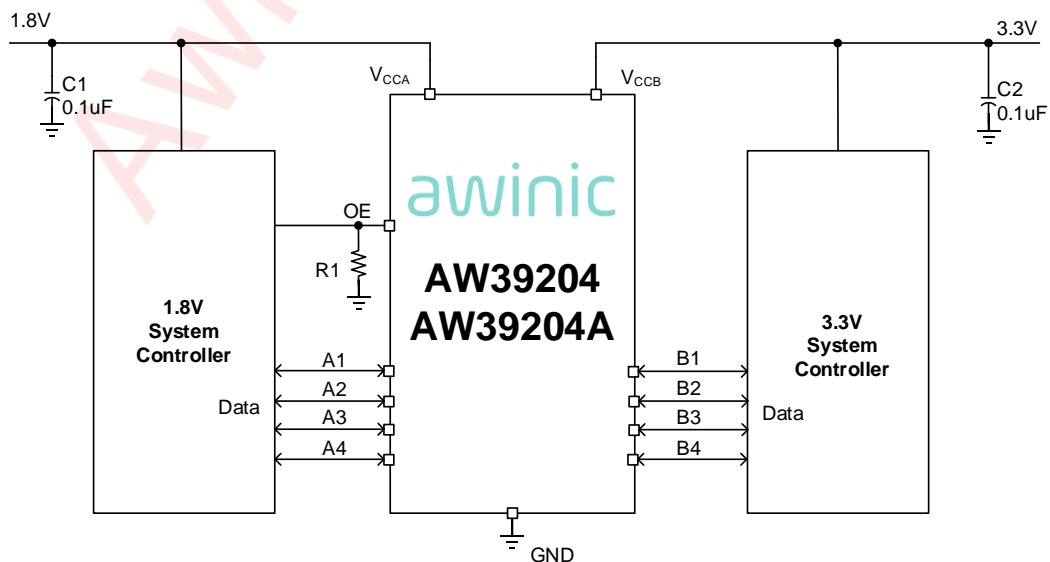 1.8V
3.3V
VCCA
VCCB
C1
0.1uF
C2
0.1uF
awinic
OE
R1
AW39204
AW39204A
1.8V
System
Controller
3.3V
System
Controller
A1
B1
A2
B2
Data
Data
A3
B3
A4
B4
GND